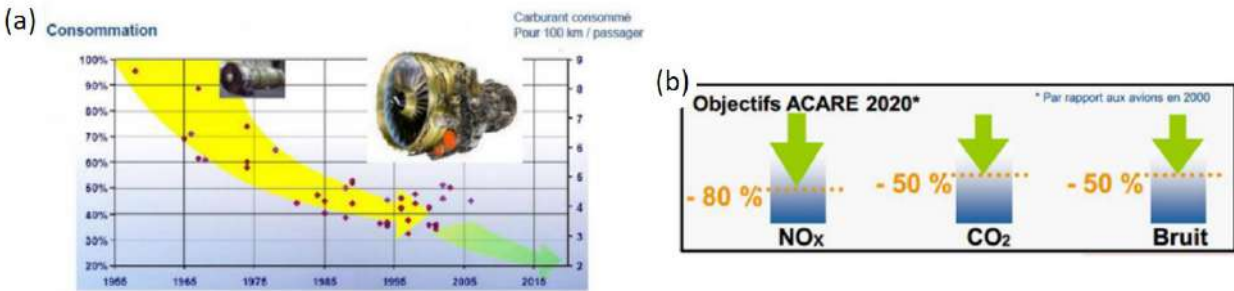 (a)
Consommation
Carburant consommé
Pour 100 km / passager
100%
90%
80%
70%
60%
50%
40%
30%
20%
9
8
7
6
5
4
3
2
1955
1965
1975
1985
1995
2005
2015
(b)
Objectifs ACARE 2020*
* Par rapport aux avions en 2000
- 80 %
- 50 %
- 50 %
NOx
CO2
Bruit